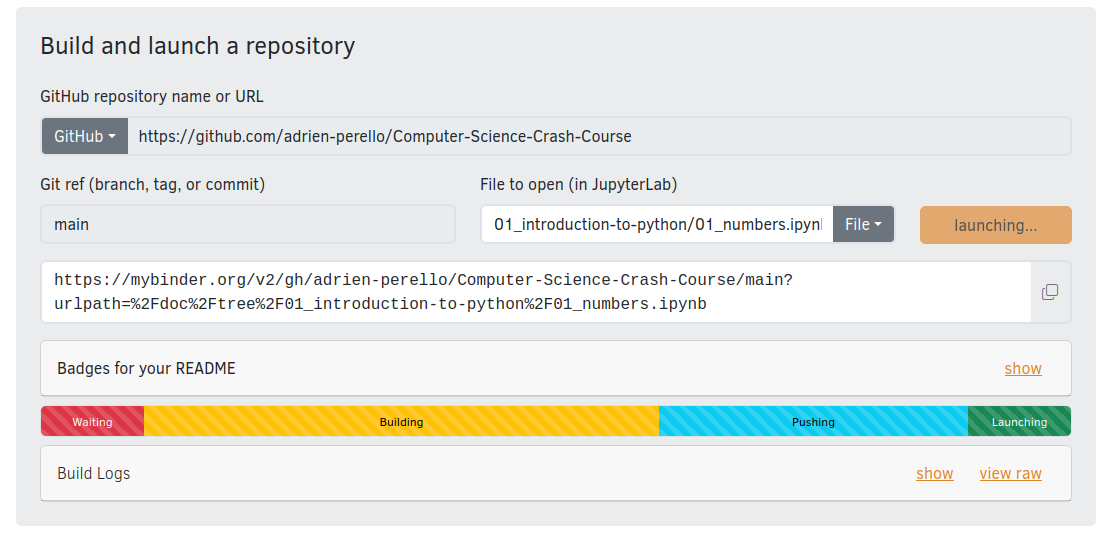 Build and launch a repository
GitHub repository name or URL
GitHub https://github.com/adrien-perello/Computer-Science-Crash-Course
Git ref (branch, tag, or commit) File to open (in JupyterLab)
main 01_introduction-to-python/01_numbers.ipyn File launching...
https://mybinder.org/v2/gh/adrien-perello/Computer-Science-Crash-Course/main?
urlpath=%2Fdoc%2Ftree%2F01_introduction-to-python%2F01_numbers.ipynb
Badges for your README show
Waiting Building Pushing Launching
Build Logs show view raw